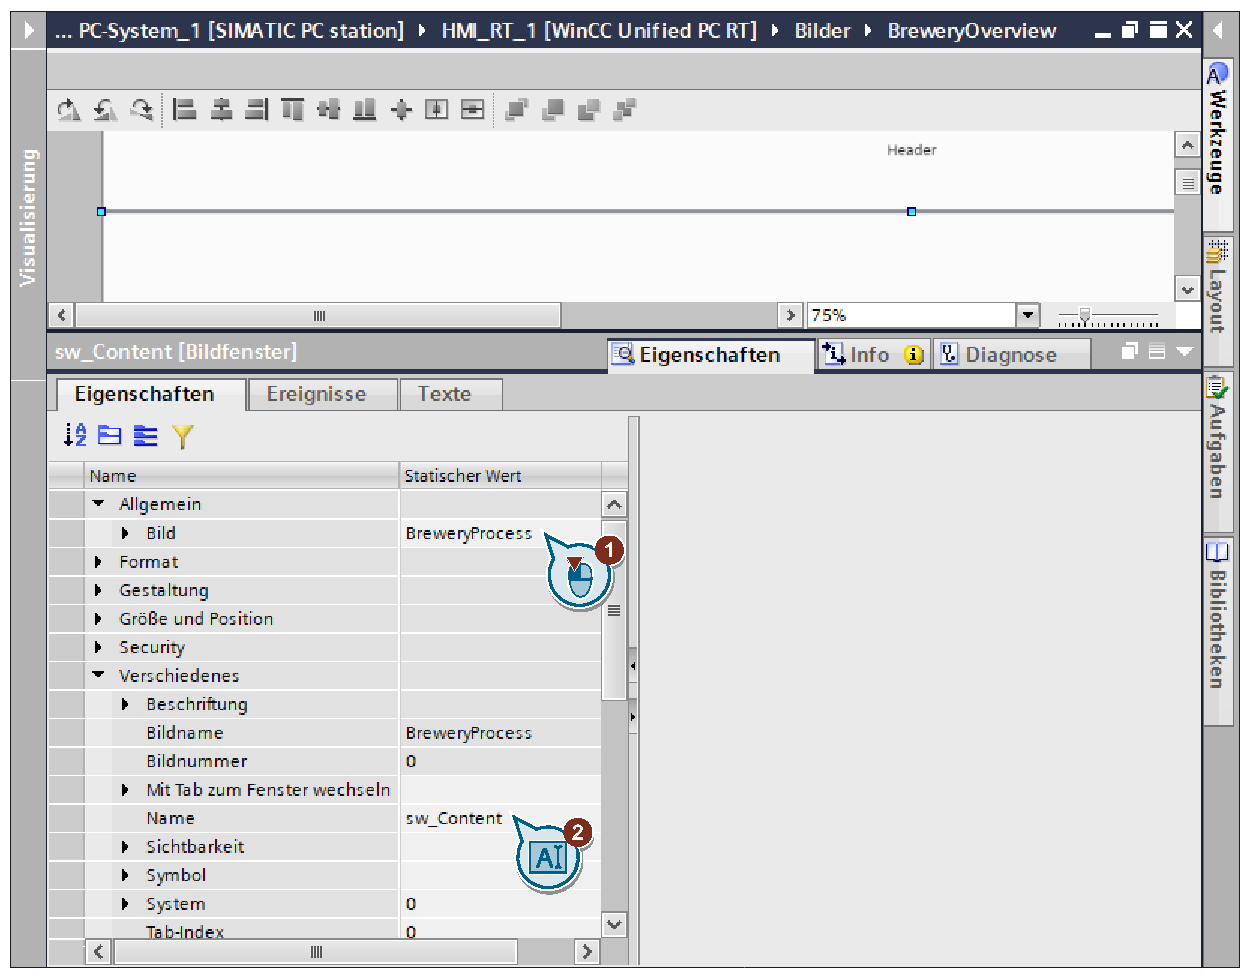 ... PC-System_1 [SIMATIC PC station] ▸ HMI_RT_1 [WinCC Unified PC RT] ▸ Bilder ▸ BreweryOverview
Visualisierung
Header
75%
sw_Content [Bildfenster]
Eigenschaften Info Diagnose
Eigenschaften Ereignisse Texte
Name Statischer Wert
Allgemein
Bild BreweryProcess
1
Format
Gestaltung
Größe und Position
Security
Verschiedenes
Beschriftung
Bildname BreweryProcess
Bildnummer 0
Mit Tab zum Fenster wechseln
Name sw_Content
2
AI
Sichtbarkeit
Symbol
System 0
Tab-Index 0
Werkzeuge
Layout
Aufgaben
Bibliotheken